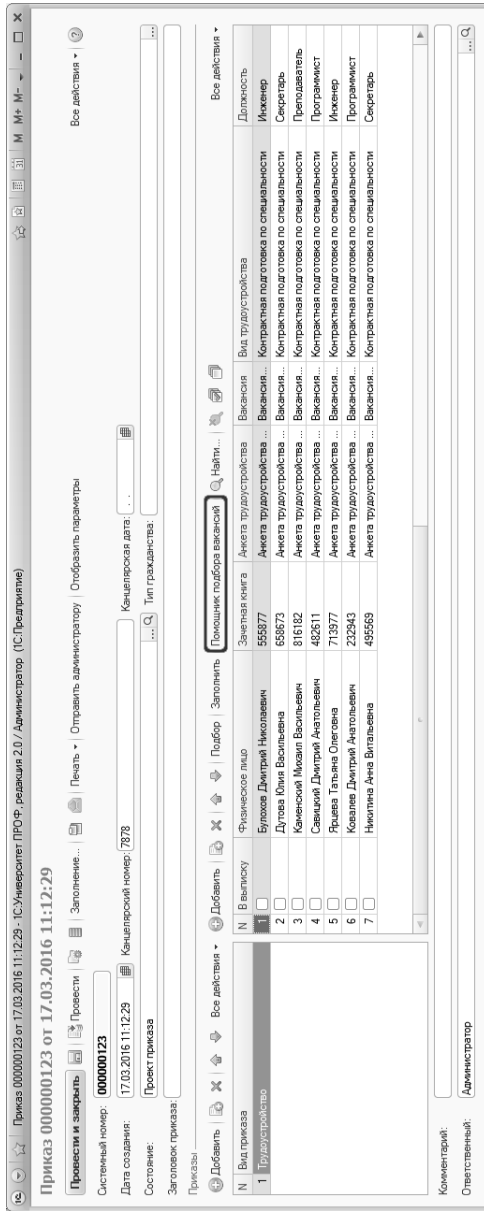 Приказ 000000123 от 17.03.2016 11:12:29 - 1С:Университет ПРОФ, редакция 2.0 / Администратор (1С:Предприятие)
M M+ M-
Приказ 000000123 от 17.03.2016 11:12:29
Провести и закрыть Провести Заполнение... Печать Отправить администратору Отобразить параметры Все действия
Системный номер: 000000123
Дата создания: 17.03.2016 11:12:29 Канцелярский номер: 7878 Канцелярская дата: . .
Состояние: Проект приказа ... Тип гражданства: ...
Заголовок приказа:
Приказы
Добавить Все действия Добавить Подбор Заполнить Помощник подбора вакансий Найти... Все действия
N Вид приказа N В выписку Физическое лицо Зачетная книга Анкета трудоустройства Вакансия Вид трудоустройства Должность
1 Трудоустройство 1 Булохов Дмитрий Николаевич 555877 Анкета трудоустройства ... Вакансия... Контрактная подготовка по специальности Инженер
2 Дутова Юлия Васильевна 658673 Анкета трудоустройства ... Вакансия... Контрактная подготовка по специальности Секретарь
3 Каменский Михаил Васильевич 816182 Анкета трудоустройства ... Вакансия... Контрактная подготовка по специальности Преподаватель
4 Савицкий Дмитрий Анатольевич 482611 Анкета трудоустройства ... Вакансия... Контрактная подготовка по специальности Программист
5 Ярцева Татьяна Олеговна 713977 Анкета трудоустройства ... Вакансия... Контрактная подготовка по специальности Инженер
6 Ковалев Дмитрий Анатольевич 232943 Анкета трудоустройства ... Вакансия... Контрактная подготовка по специальности Программист
7 Никитина Анна Витальевна 495569 Анкета трудоустройства ... Вакансия... Контрактная подготовка по специальности Секретарь
Комментарий:
Ответственный: Администратор ...